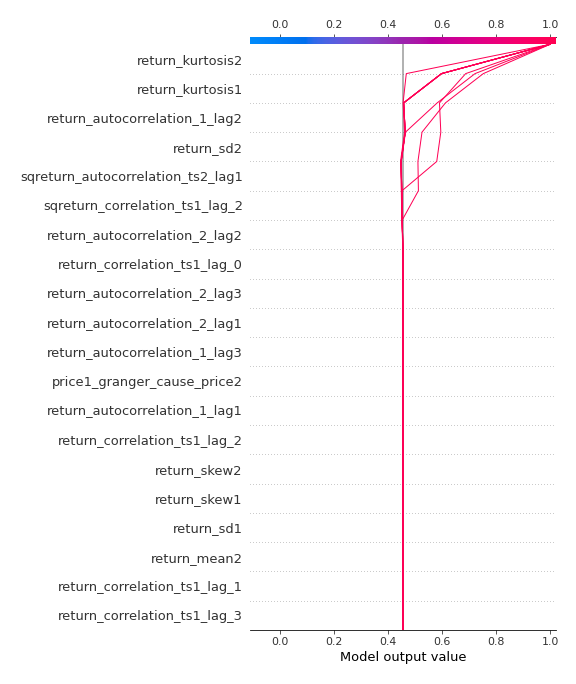 0.0 0.2 0.4 0.6 0.8 1.0
return_kurtosis2
return_kurtosis1
return_autocorrelation_1_lag2
return_sd2
sqreturn_autocorrelation_ts2_lag1
sqreturn_correlation_ts1_lag_2
return_autocorrelation_2_lag2
return_correlation_ts1_lag_0
return_autocorrelation_2_lag3
return_autocorrelation_2_lag1
return_autocorrelation_1_lag3
price1_granger_cause_price2
return_autocorrelation_1_lag1
return_correlation_ts1_lag_2
return_skew2
return_skew1
return_sd1
return_mean2
return_correlation_ts1_lag_1
return_correlation_ts1_lag_3
0.0 0.2 0.4 0.6 0.8 1.0
Model output value